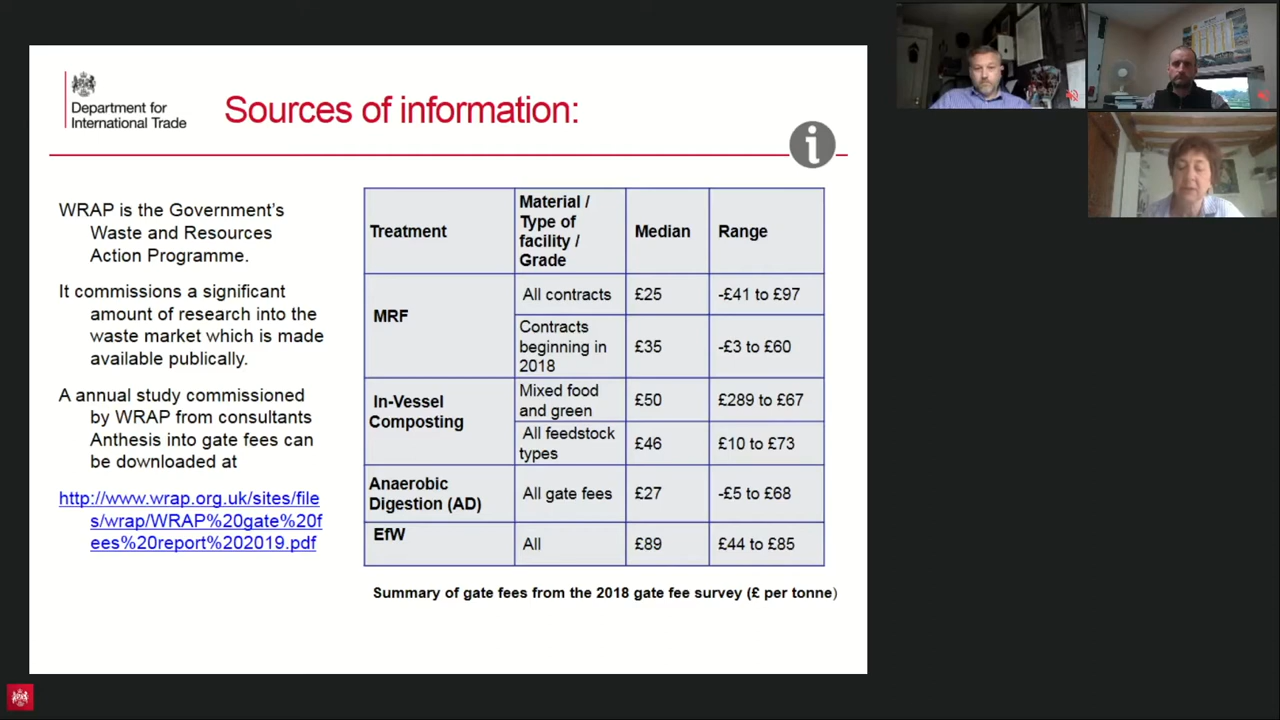 Department for
International Trade
Sources of information:
WRAP is the Government's
Waste and Resources
Action Programme.
It commissions a significant
amount of research into the
waste market which is made
available publically.
A annual study commissioned
by WRAP from consultants
Anthesis into gate fees can
be downloaded at
http://www.wrap.org.uk/sites/file
s/wrap/WRAP%20gate%20f
ees%20report%202019.pdf
Treatment
Material /
Type of
facility /
Grade
Median
Range
MRF
All contracts
£25
-£41 to £97
Contracts
beginning in
2018
£35
-£3 to £60
In-Vessel
Composting
Mixed food
and green
£50
£289 to £67
All feedstock
types
£46
£10 to £73
Anaerobic
Digestion (AD)
All gate fees
£27
-£5 to £68
EfW
All
£89
£44 to £85
Summary of gate fees from the 2018 gate fee survey (£ per tonne)